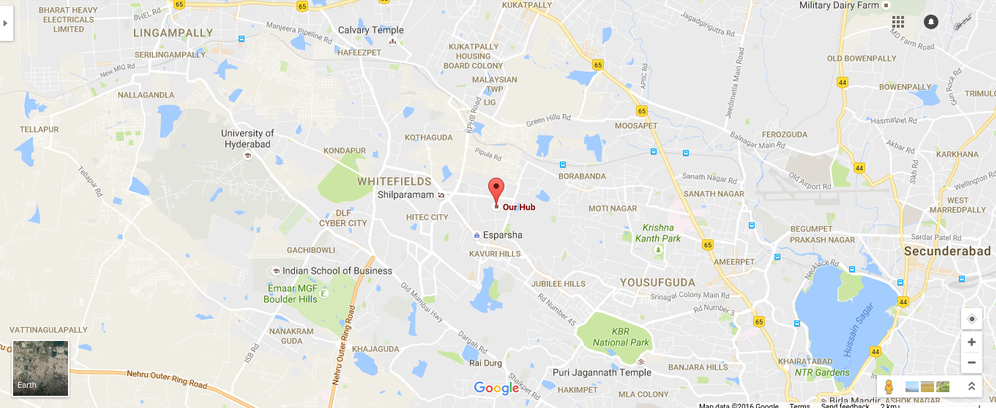 BHARAT HEAVY
ELECTRICALS
LIMITED
BHEL Rd
LINGAMPALLY
SERILINGAMPALLY
New MIG Rd
Manjeera Pipeline Rd
Calvary Temple
HAFEEZPET
65
65
KUKATPALLY
KUKATPALLY
HOUSING
BOARD COLONY
MALAYSIAN
TWP
LIG
65
APIIC Rd
Jagadgirigutta Rd
Jeedimetla Main Road
Military Dairy Farm
MD Farm Road
OLD BOWENPALLY
44
BOWENPALLY
Gun Rock Rd
TRIMULG
NALLAGANDLA
TELLAPUR
Tellapur Rd
University of
Hyderabad
KONDAPUR
KOTHAGUDA
KPHB Road
Green Hills Rd
65
MOOSAPET
Balnagar Main Rd
FEROZGUDA
Hasmatpet Rd
Akbar Rd
Old Airport Rd
44
KARKHANA
Wellington Rd
Sikh Rd
WEST
MARREDPALLY
Pipula Rd
WHITEFIELDS
Shilparamam
Our Hub
BORABANDA
Sanath Nagar Rd
SANATH NAGAR
MOTI NAGAR
DLF
CYBER CITY
HITEC CITY
Esparsha
Krishna
Kanth Park
65
BEGUMPET
PRAKASH NAGAR
Sardar Patel Rd
Secunderabad
GACHIBOWLI
KAVURI HILLS
AMEERPET
Necklace Rd
Indian School of Business
Emaar MGF
Boulder Hills
Old Mumbai Hwy
JUBILEE HILLS
YOUSUFGUDA
Srinagar Colony Main Rd
Rd Number 45
Rd Number 3
65
44
Hussain Sagar
VATTINAGULAPALLY
NANAKRAM
GUDA
ISB Rd
Nehru Outer Ring Road
KHAJAGUDA
Dargah Rd
Rai Durg
KBR
National Park
Puri Jagannath Temple
BANJARA HILLS
KHAIRATABAD
NTR Gardens
44
Earth
Nehru Outer Ring Road
Google
Shaikpet Rd
HAKIMPET
MLA COLONY
Birla Mandir
ASHOK NAGAR
Map data ©2016 Google
Terms
Send feedback
2 km